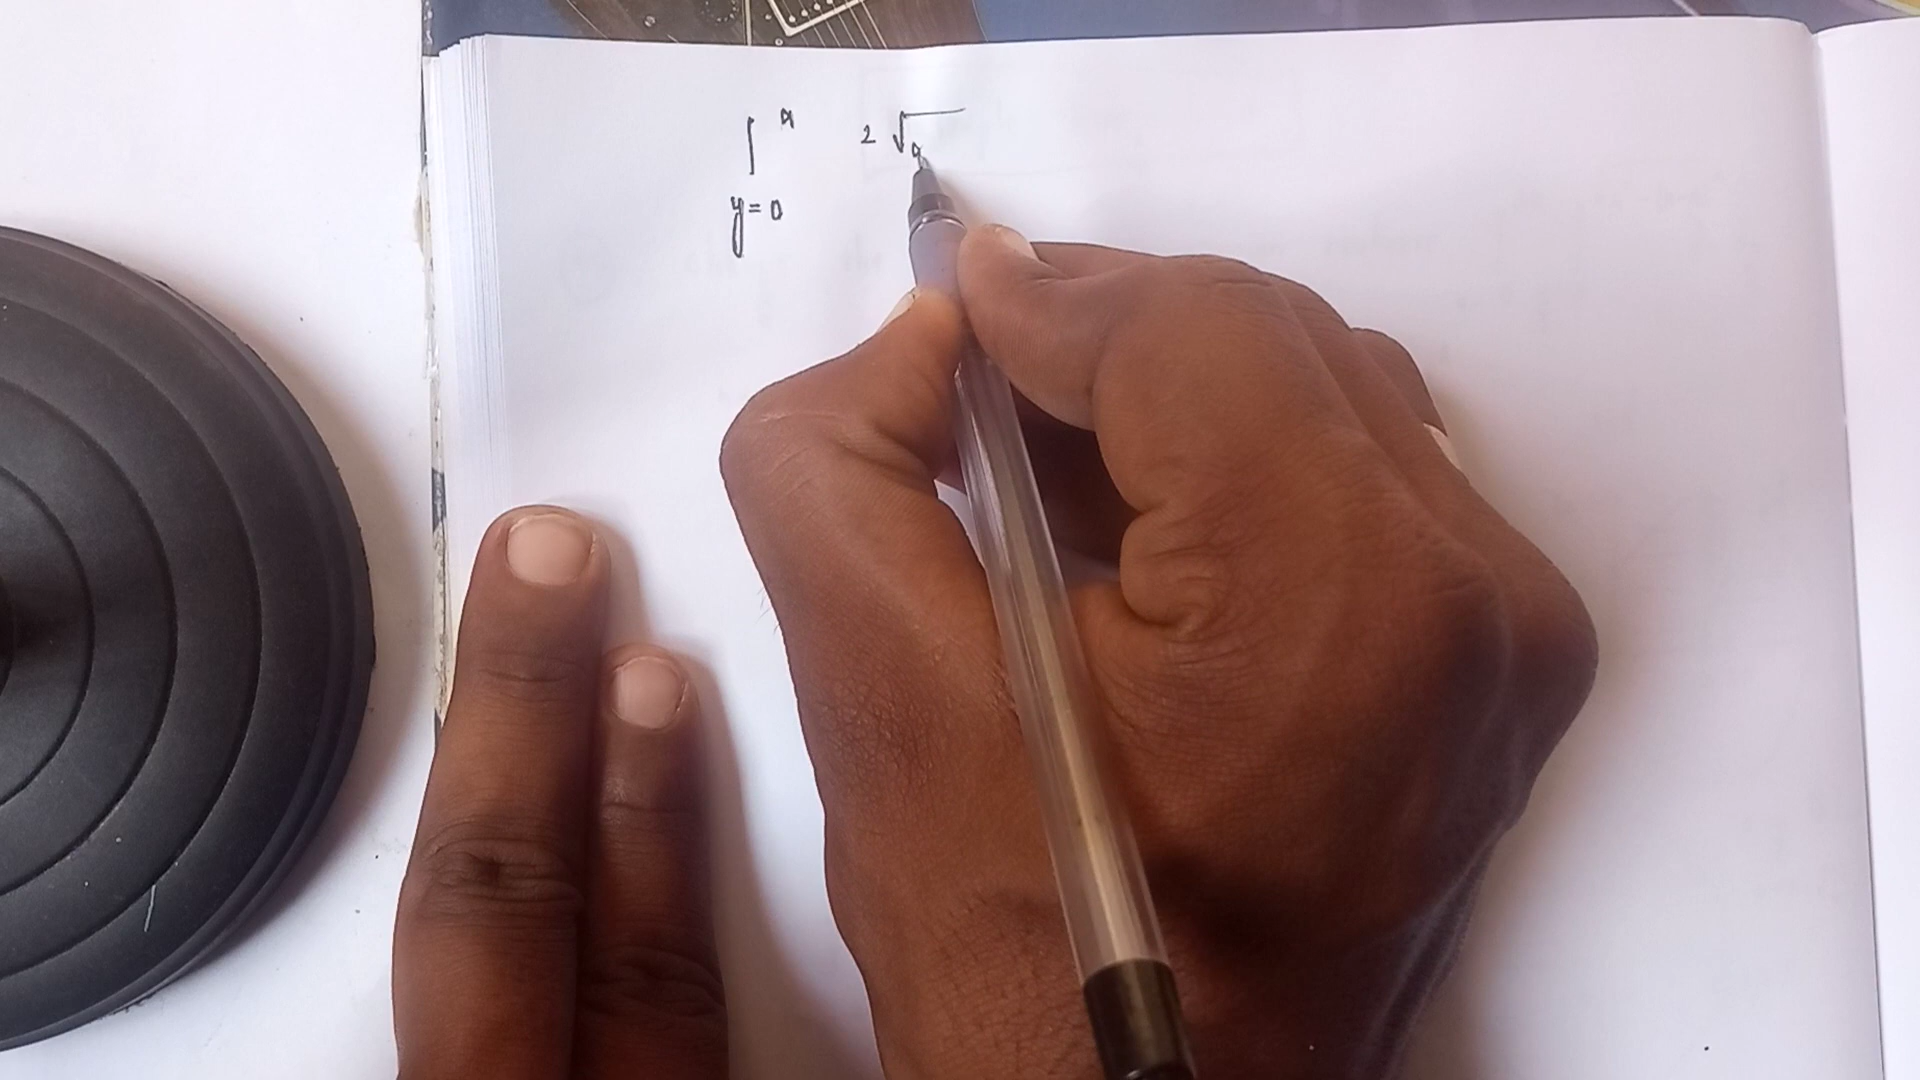 ∫ a 2 √a
y = 0